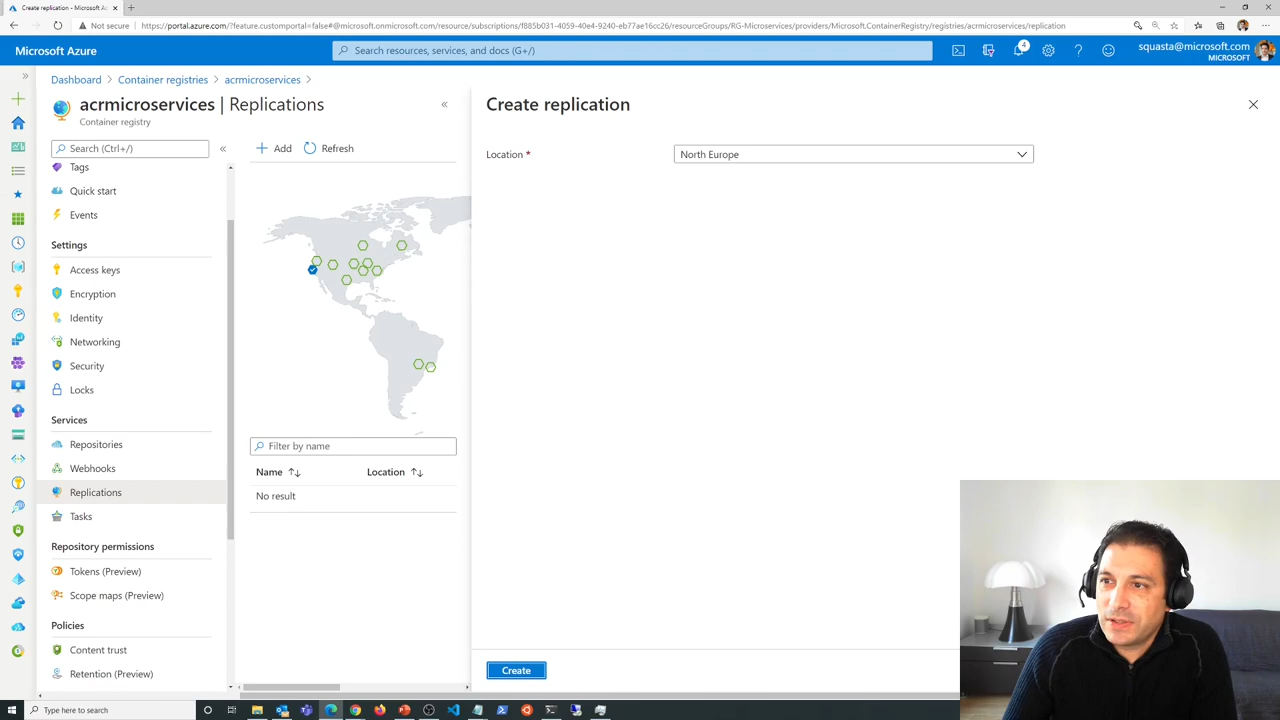 Create replication - Microsoft Az
Not secure
https://portal.azure.com/?feature.customportal=false#@microsoft.onmicrosoft.com/resource/subscriptions/f885b031-4059-40e4-9240-eb77ae16cc26/resourceGroups/RG-Microservices/providers/Microsoft.ContainerRegistry/registries/acrmicroservices/replication
Microsoft Azure
Search resources, services, and docs (G+/)
4
squasta@microsoft.com
MICROSOFT
Dashboard > Container registries > acrmicroservices >
acrmicroservices | Replications
Container registry
Search (Ctrl+/)
Tags
Quick start
Events
Settings
Access keys
Encryption
Identity
Networking
Security
Locks
Services
Repositories
Webhooks
Replications
Tasks
Repository permissions
Tokens (Preview)
Scope maps (Preview)
Policies
Content trust
Retention (Preview)
Add
Refresh
Filter by name
Name
Location
No result
Create replication
Location *
North Europe
Create
Type here to search